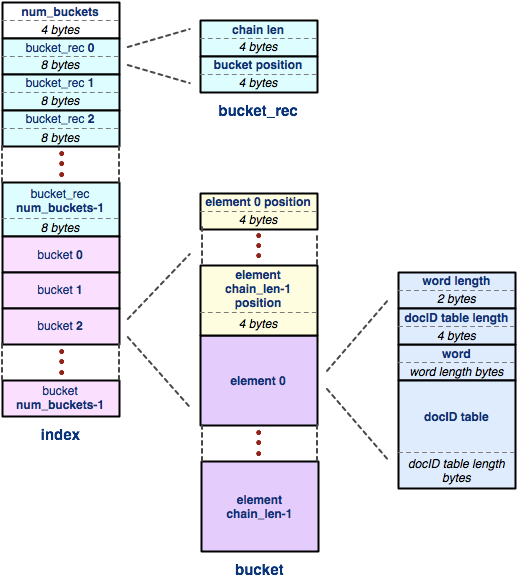 num_buckets
4 bytes
bucket_rec 0
8 bytes
bucket_rec 1
8 bytes
bucket_rec 2
8 bytes
bucket_rec
num_buckets-1
8 bytes
bucket 0
bucket 1
bucket 2
bucket
num_buckets-1
index
chain len
4 bytes
bucket position
4 bytes
bucket_rec
element 0 position
4 bytes
element
chain_len-1
position
4 bytes
element 0
element
chain_len-1
bucket
word length
2 bytes
docID table length
4 bytes
word
word length bytes
docID table
docID table length
bytes